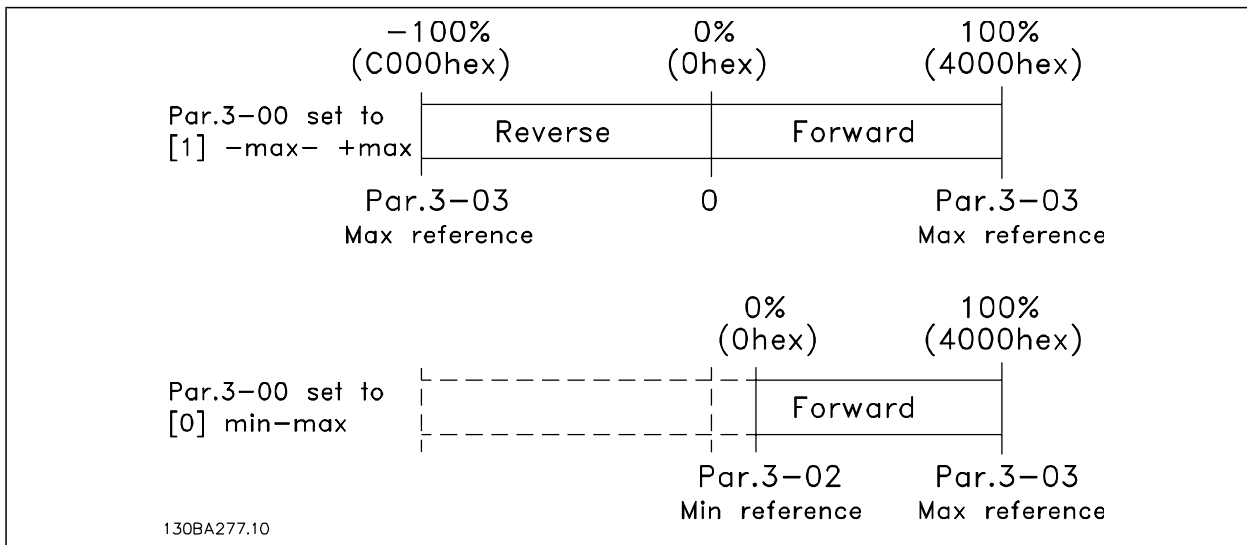 -100% 0% 100%
(C000hex) (0hex) (4000hex)
Par.3-00 set to
[1] -max- +max
Reverse Forward
Par.3-03 0 Par.3-03
Max reference Max reference
0% 100%
(0hex) (4000hex)
Par.3-00 set to
[0] min-max
Forward
Par.3-02 Par.3-03
Min reference Max reference
130BA277.10